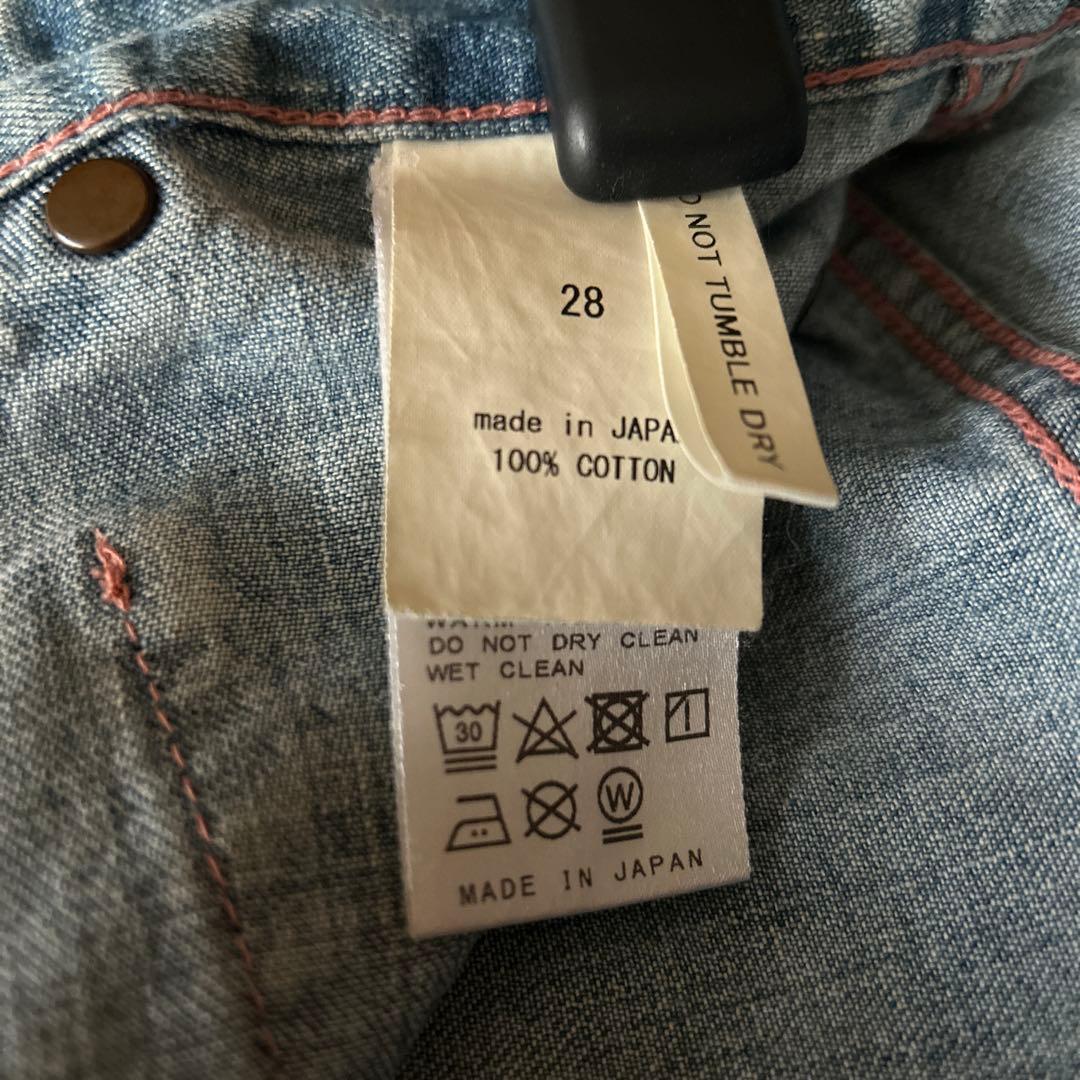 28
made in JAPA
100% COTTON
NOT TUMBLE DRY
DO NOT DRY CLEAN
WET CLEAN
30
W
MADE IN JAPAN